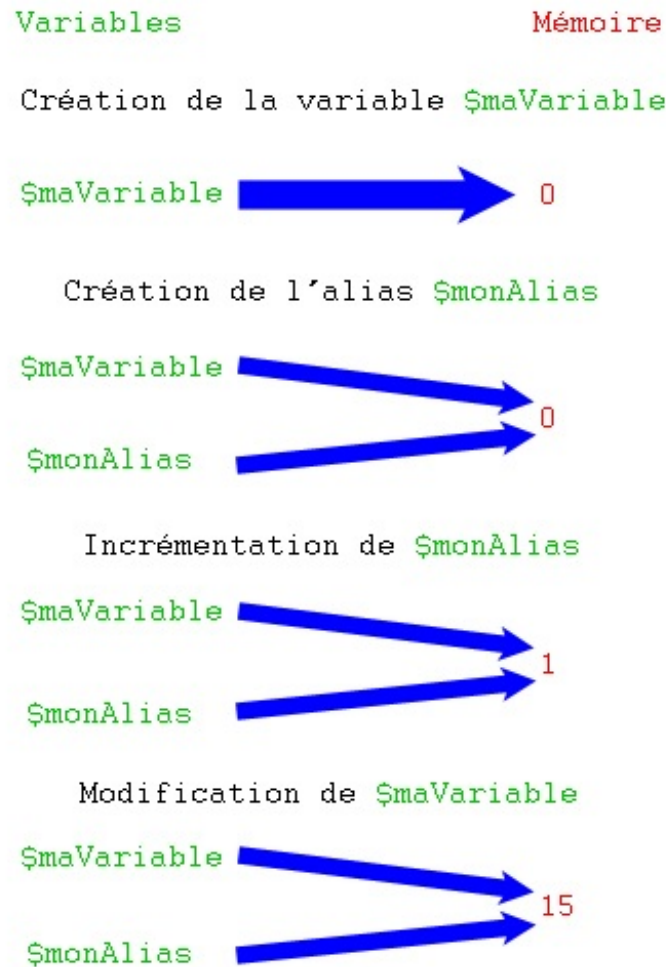 Variables Mémoire
Création de la variable $maVariable
$maVariable 0
Création de l'alias $monAlias
$maVariable
0
$monAlias
Incrémentation de $monAlias
$maVariable
1
$monAlias
Modification de $maVariable
$maVariable
15
$monAlias